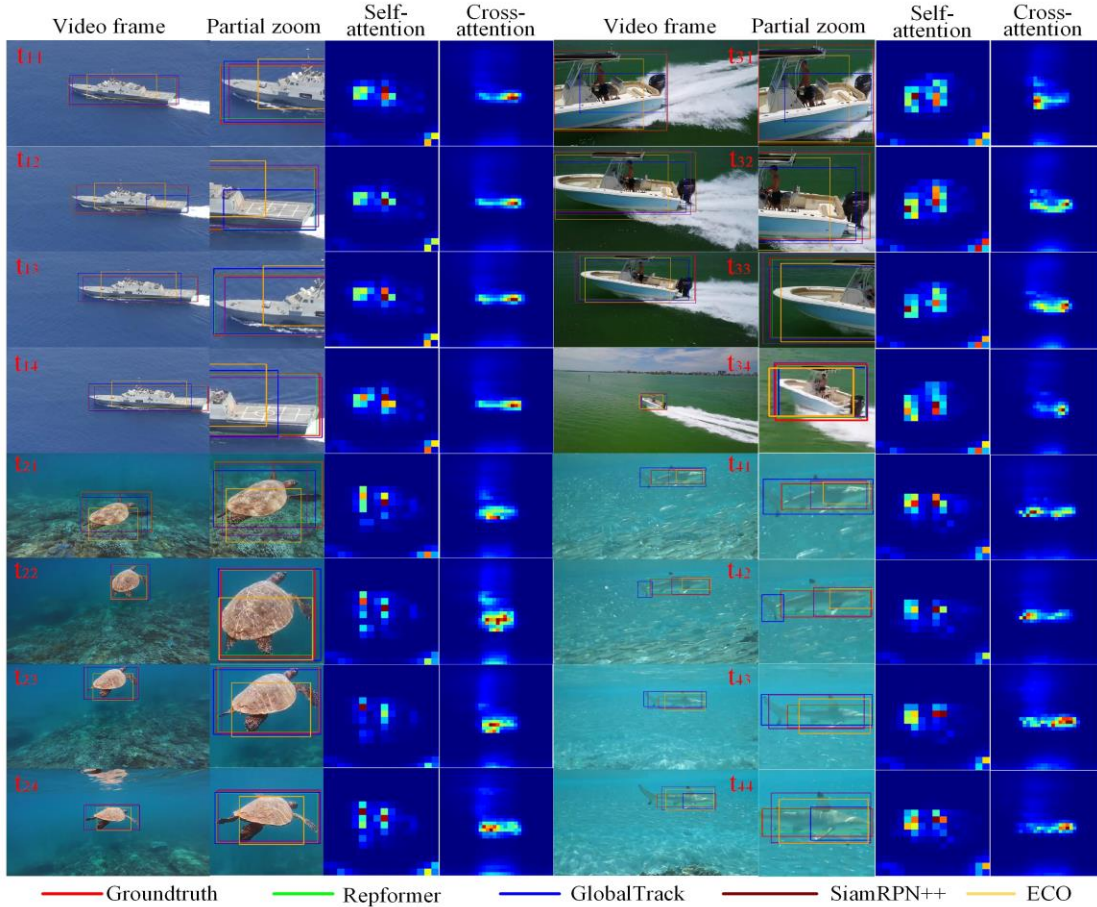 Video frame Partial zoom Self-attention Cross-attention Video frame Partial zoom Self-attention Cross-attention
t11 t31
t12 t32
t13 t33
t14 t34
t21 t41
t22 t42
t23 t43
t24 t44
Groundtruth Repformer GlobalTrack SiamRPN++ ECO